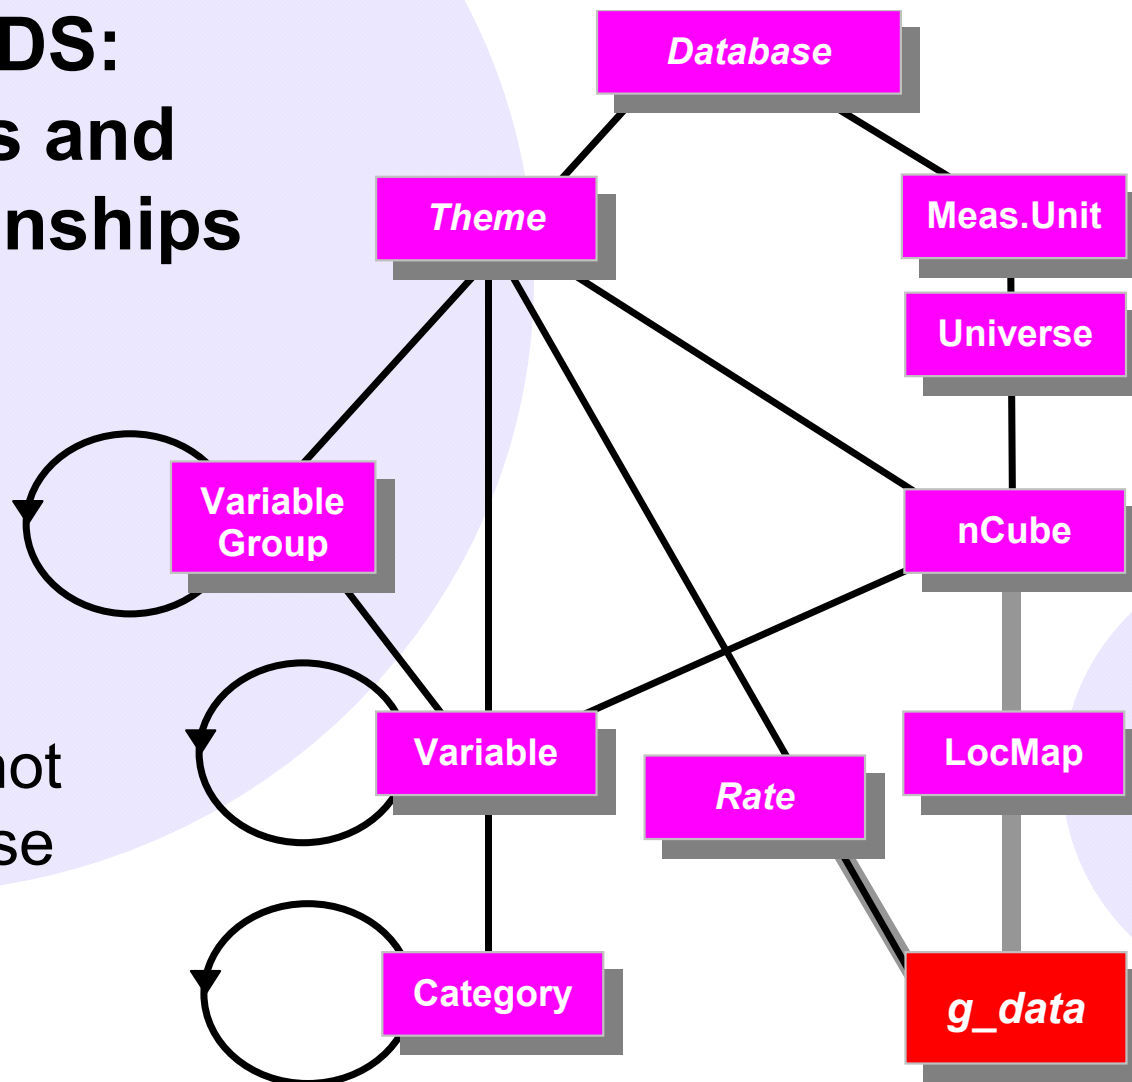 DS:
s and
nships
Database
Theme
Meas.Unit
Universe
Variable
Group
nCube
not
se
Variable
Rate
LocMap
Category
g_data